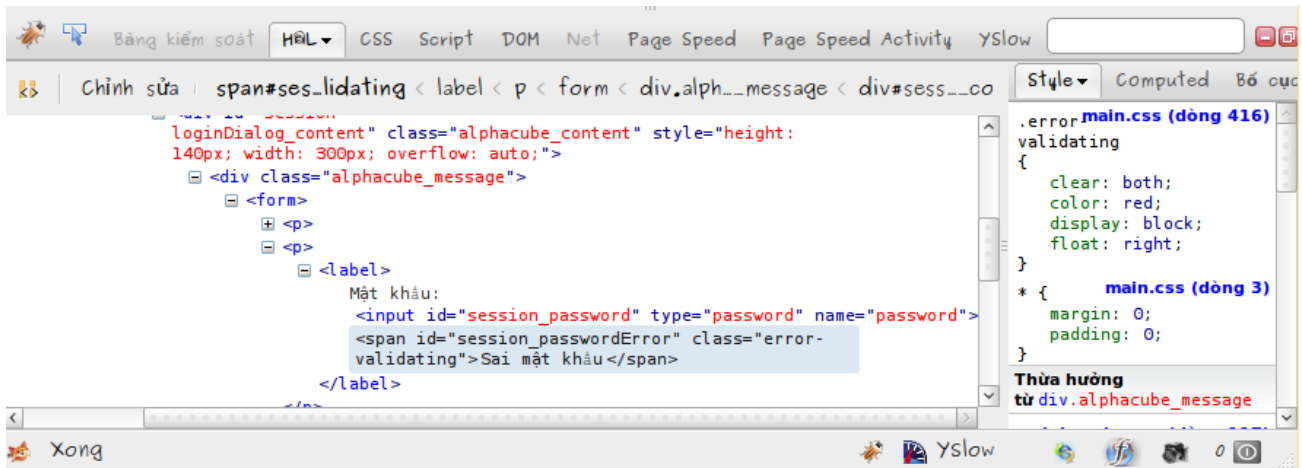 Bảng kiểm soát HTML CSS Script DOM Net Page Speed Page Speed Activity YSlow
Chỉnh sửa span#ses…lidating < label < p < form < div.alph…_message < div#sess…_co
Style Computed Bố cục
loginDialog_content" class="alphacube_content" style="height:
140px; width: 300px; overflow: auto;">
<div class="alphacube_message">
<form>
<p>
<p>
<label>
Mật khẩu:
<input id="session_password" type="password" name="password">
<span id="session_passwordError" class="error-
validating">Sai mật khẩu</span>
</label>
.error- main.css (dòng 416)
validating
{
clear: both;
color: red;
display: block;
float: right;
}
* { main.css (dòng 3)
margin: 0;
padding: 0;
}
Thừa hưởng
từ div.alphacube_message
Xong YSlow 0